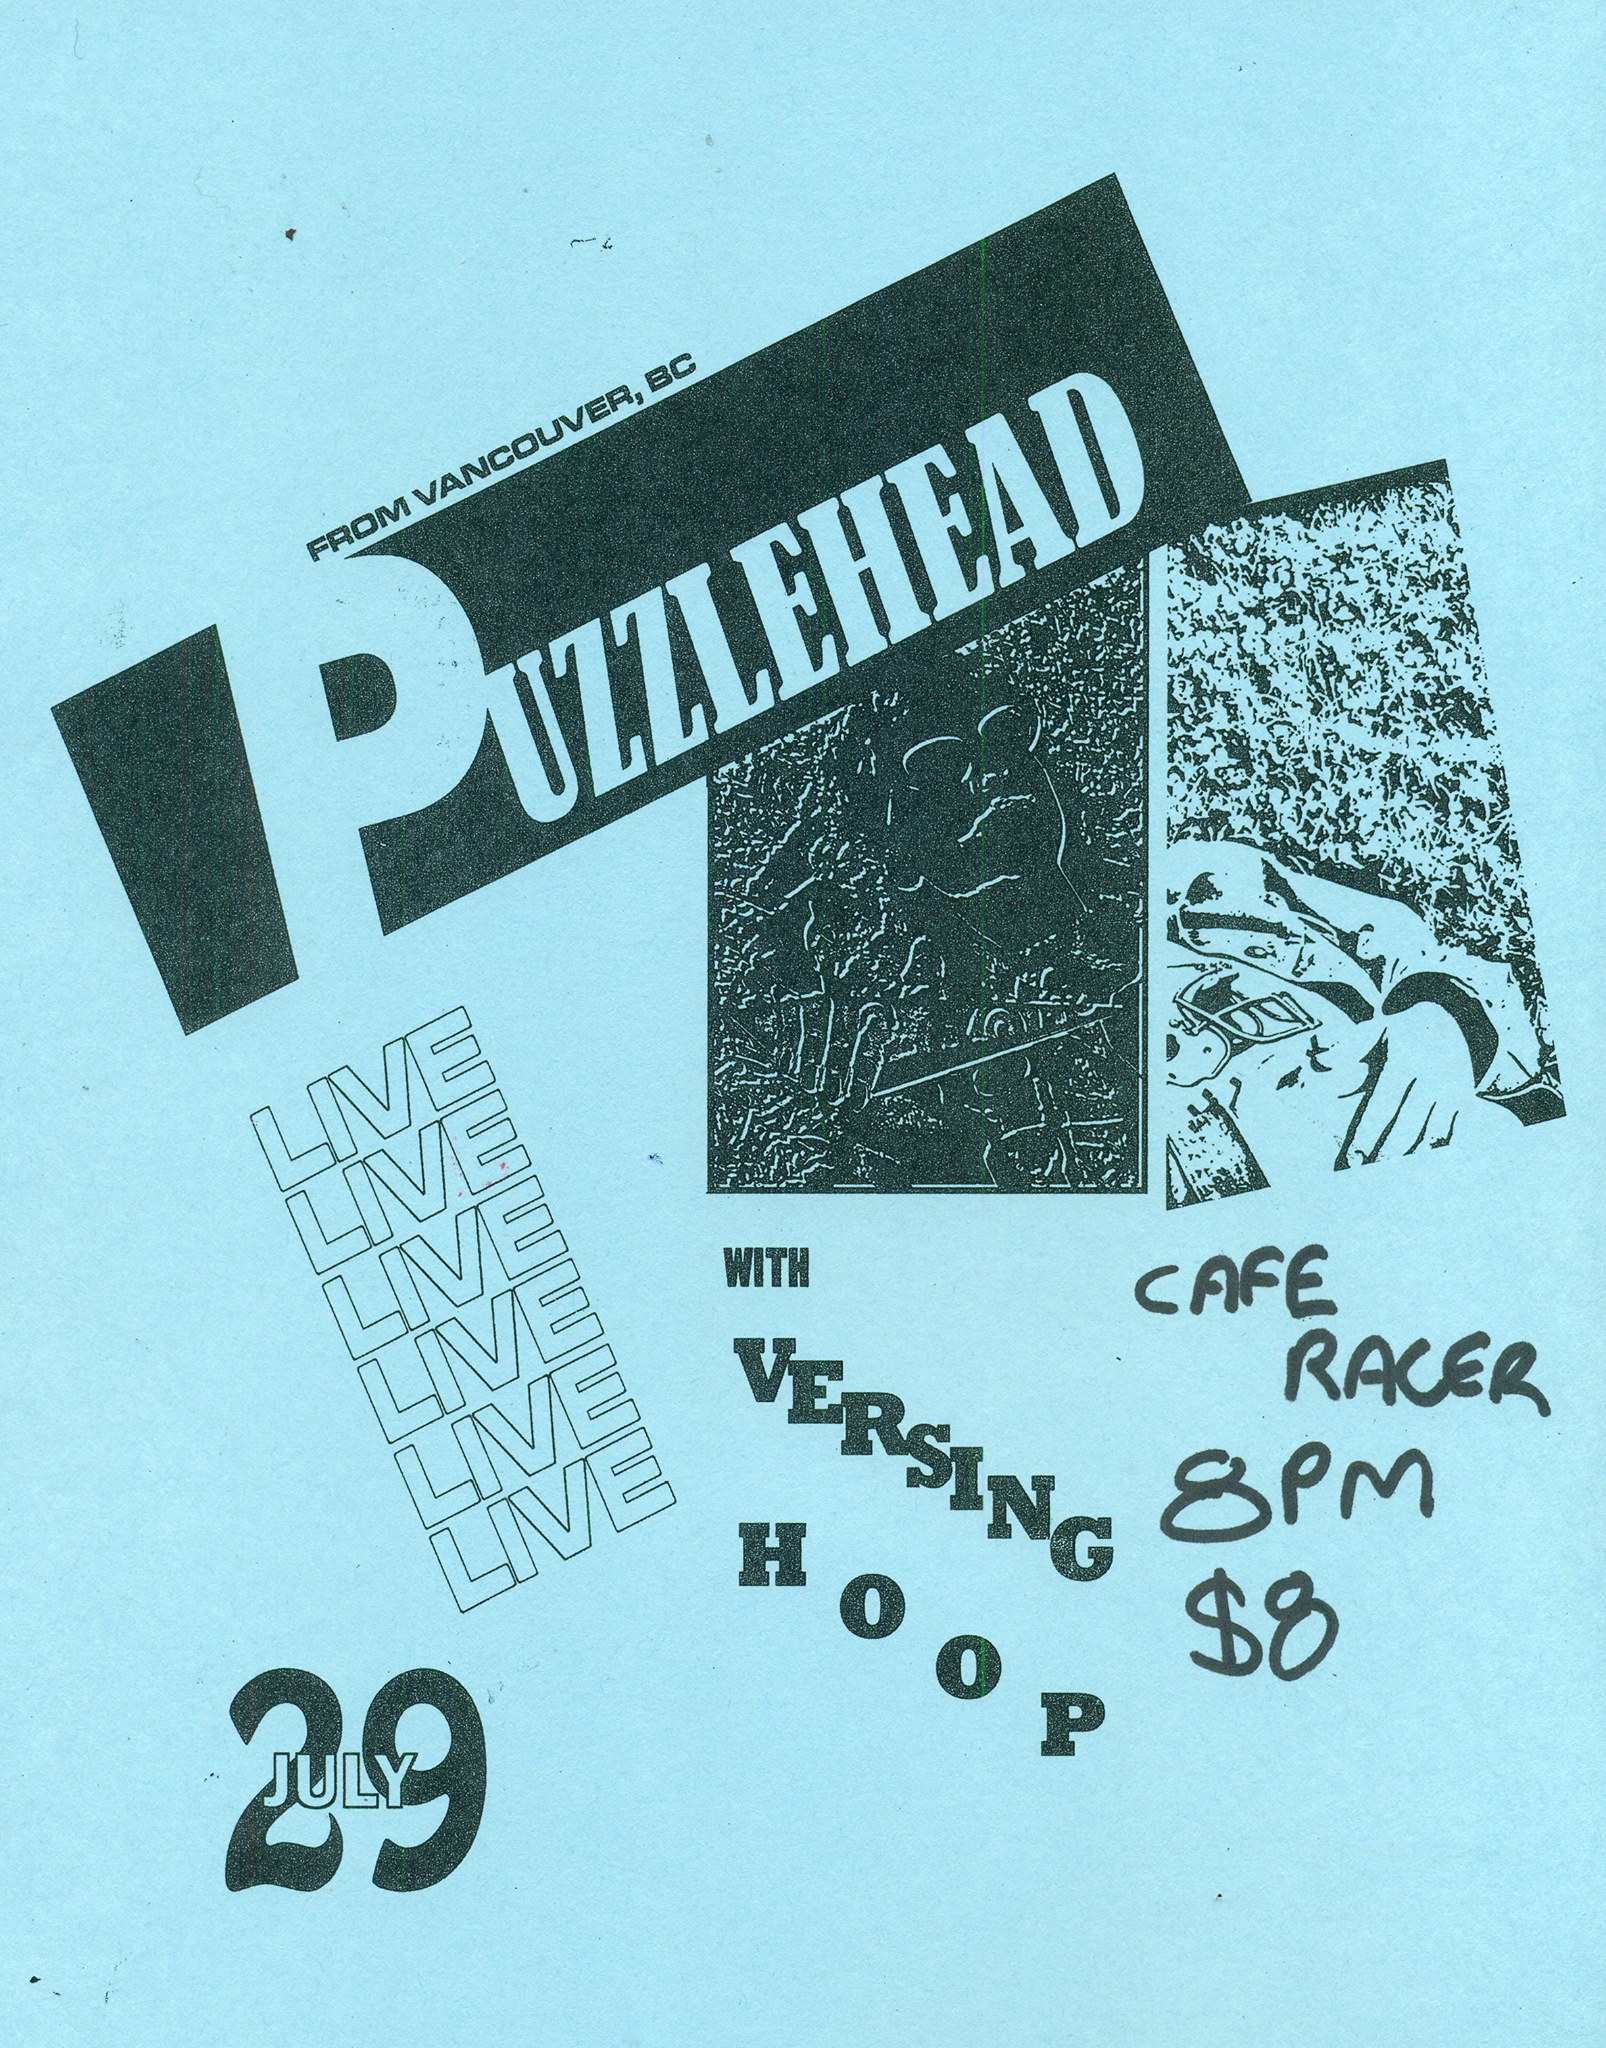 FROM VANCOUVER, BC
PUZZLEHEAD
LIVE
LIVE
LIVE
LIVE
LIVE
LIVE
WITH
VERSING
HOOP
CAFE
RACER
8PM
$8
29
JULY